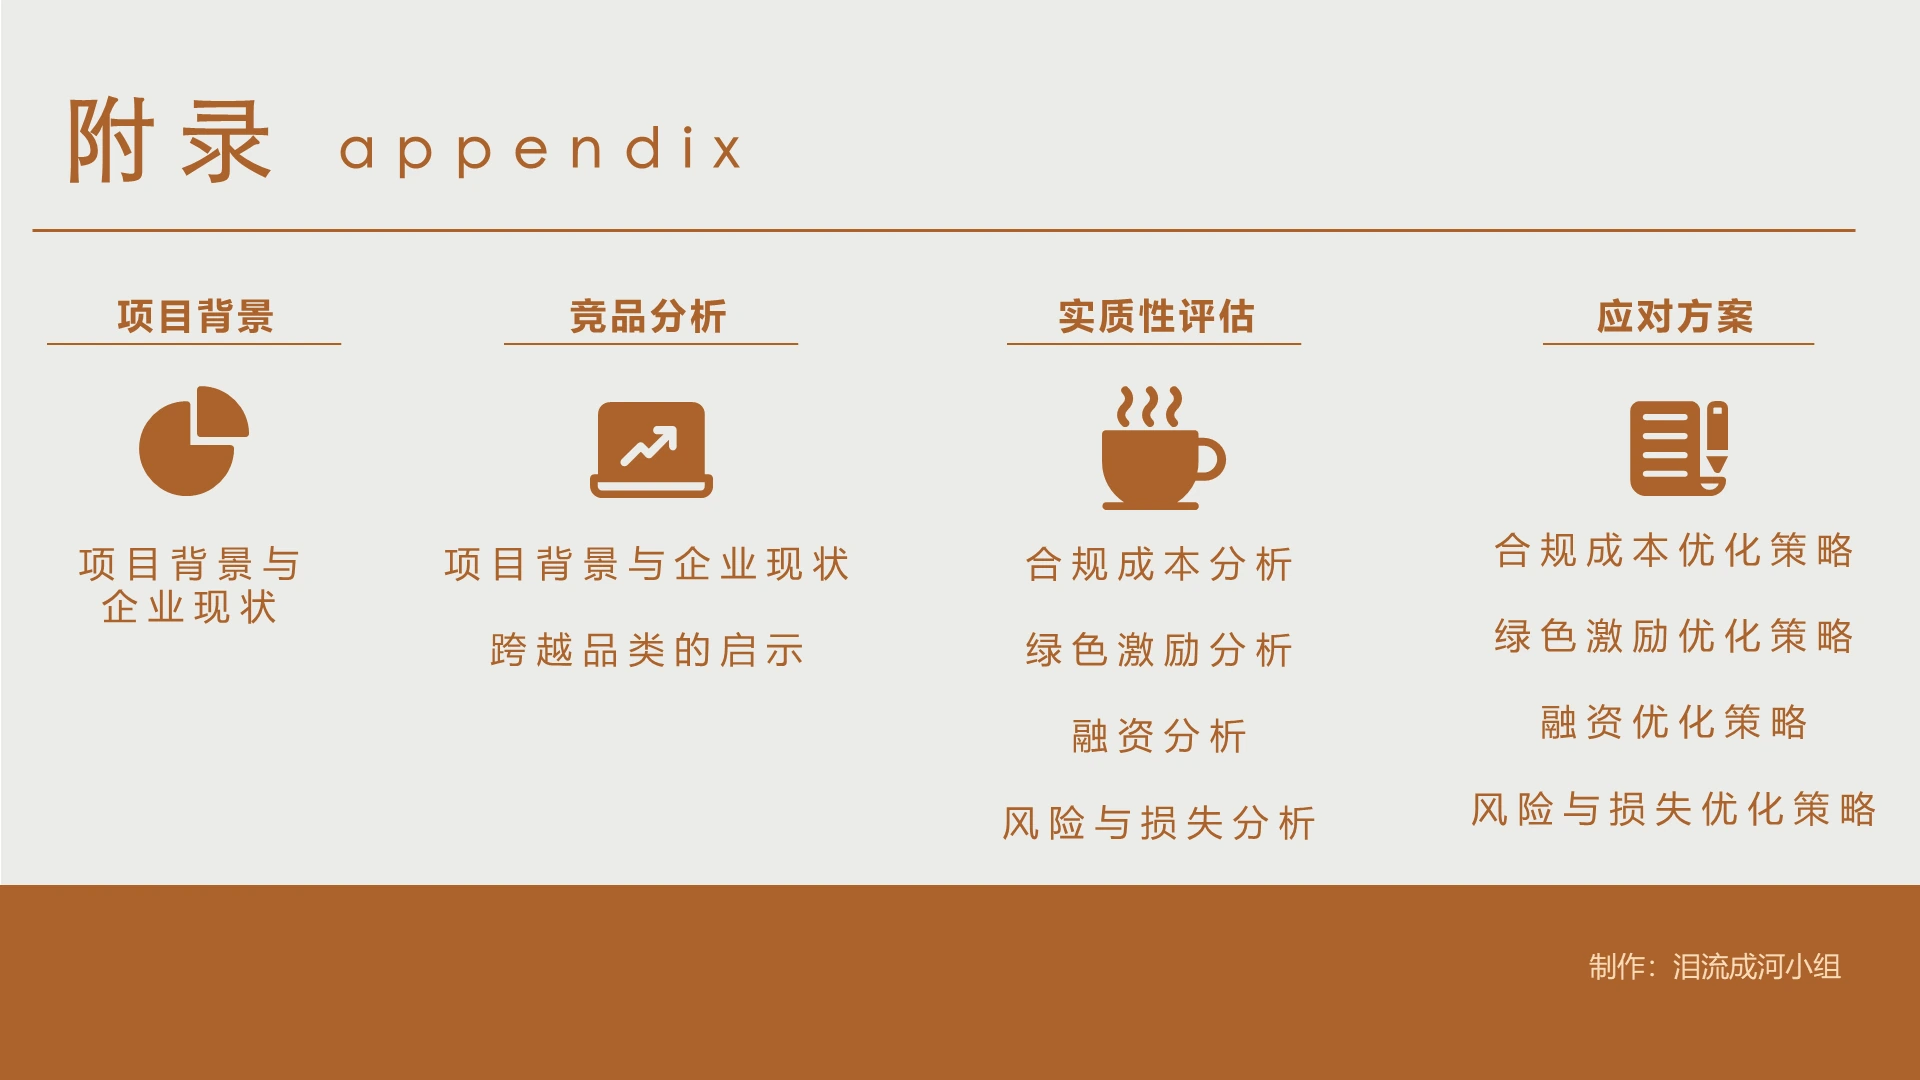 附录 appendix
项目背景
项目背景与
企业现状
竞品分析
项目背景与企业现状
跨越品类的启示
实质性评估
合规成本分析
绿色激励分析
融资分析
风险与损失分析
应对方案
合规成本优化策略
绿色激励优化策略
融资优化策略
风险与损失优化策略
制作：泪流成河小组